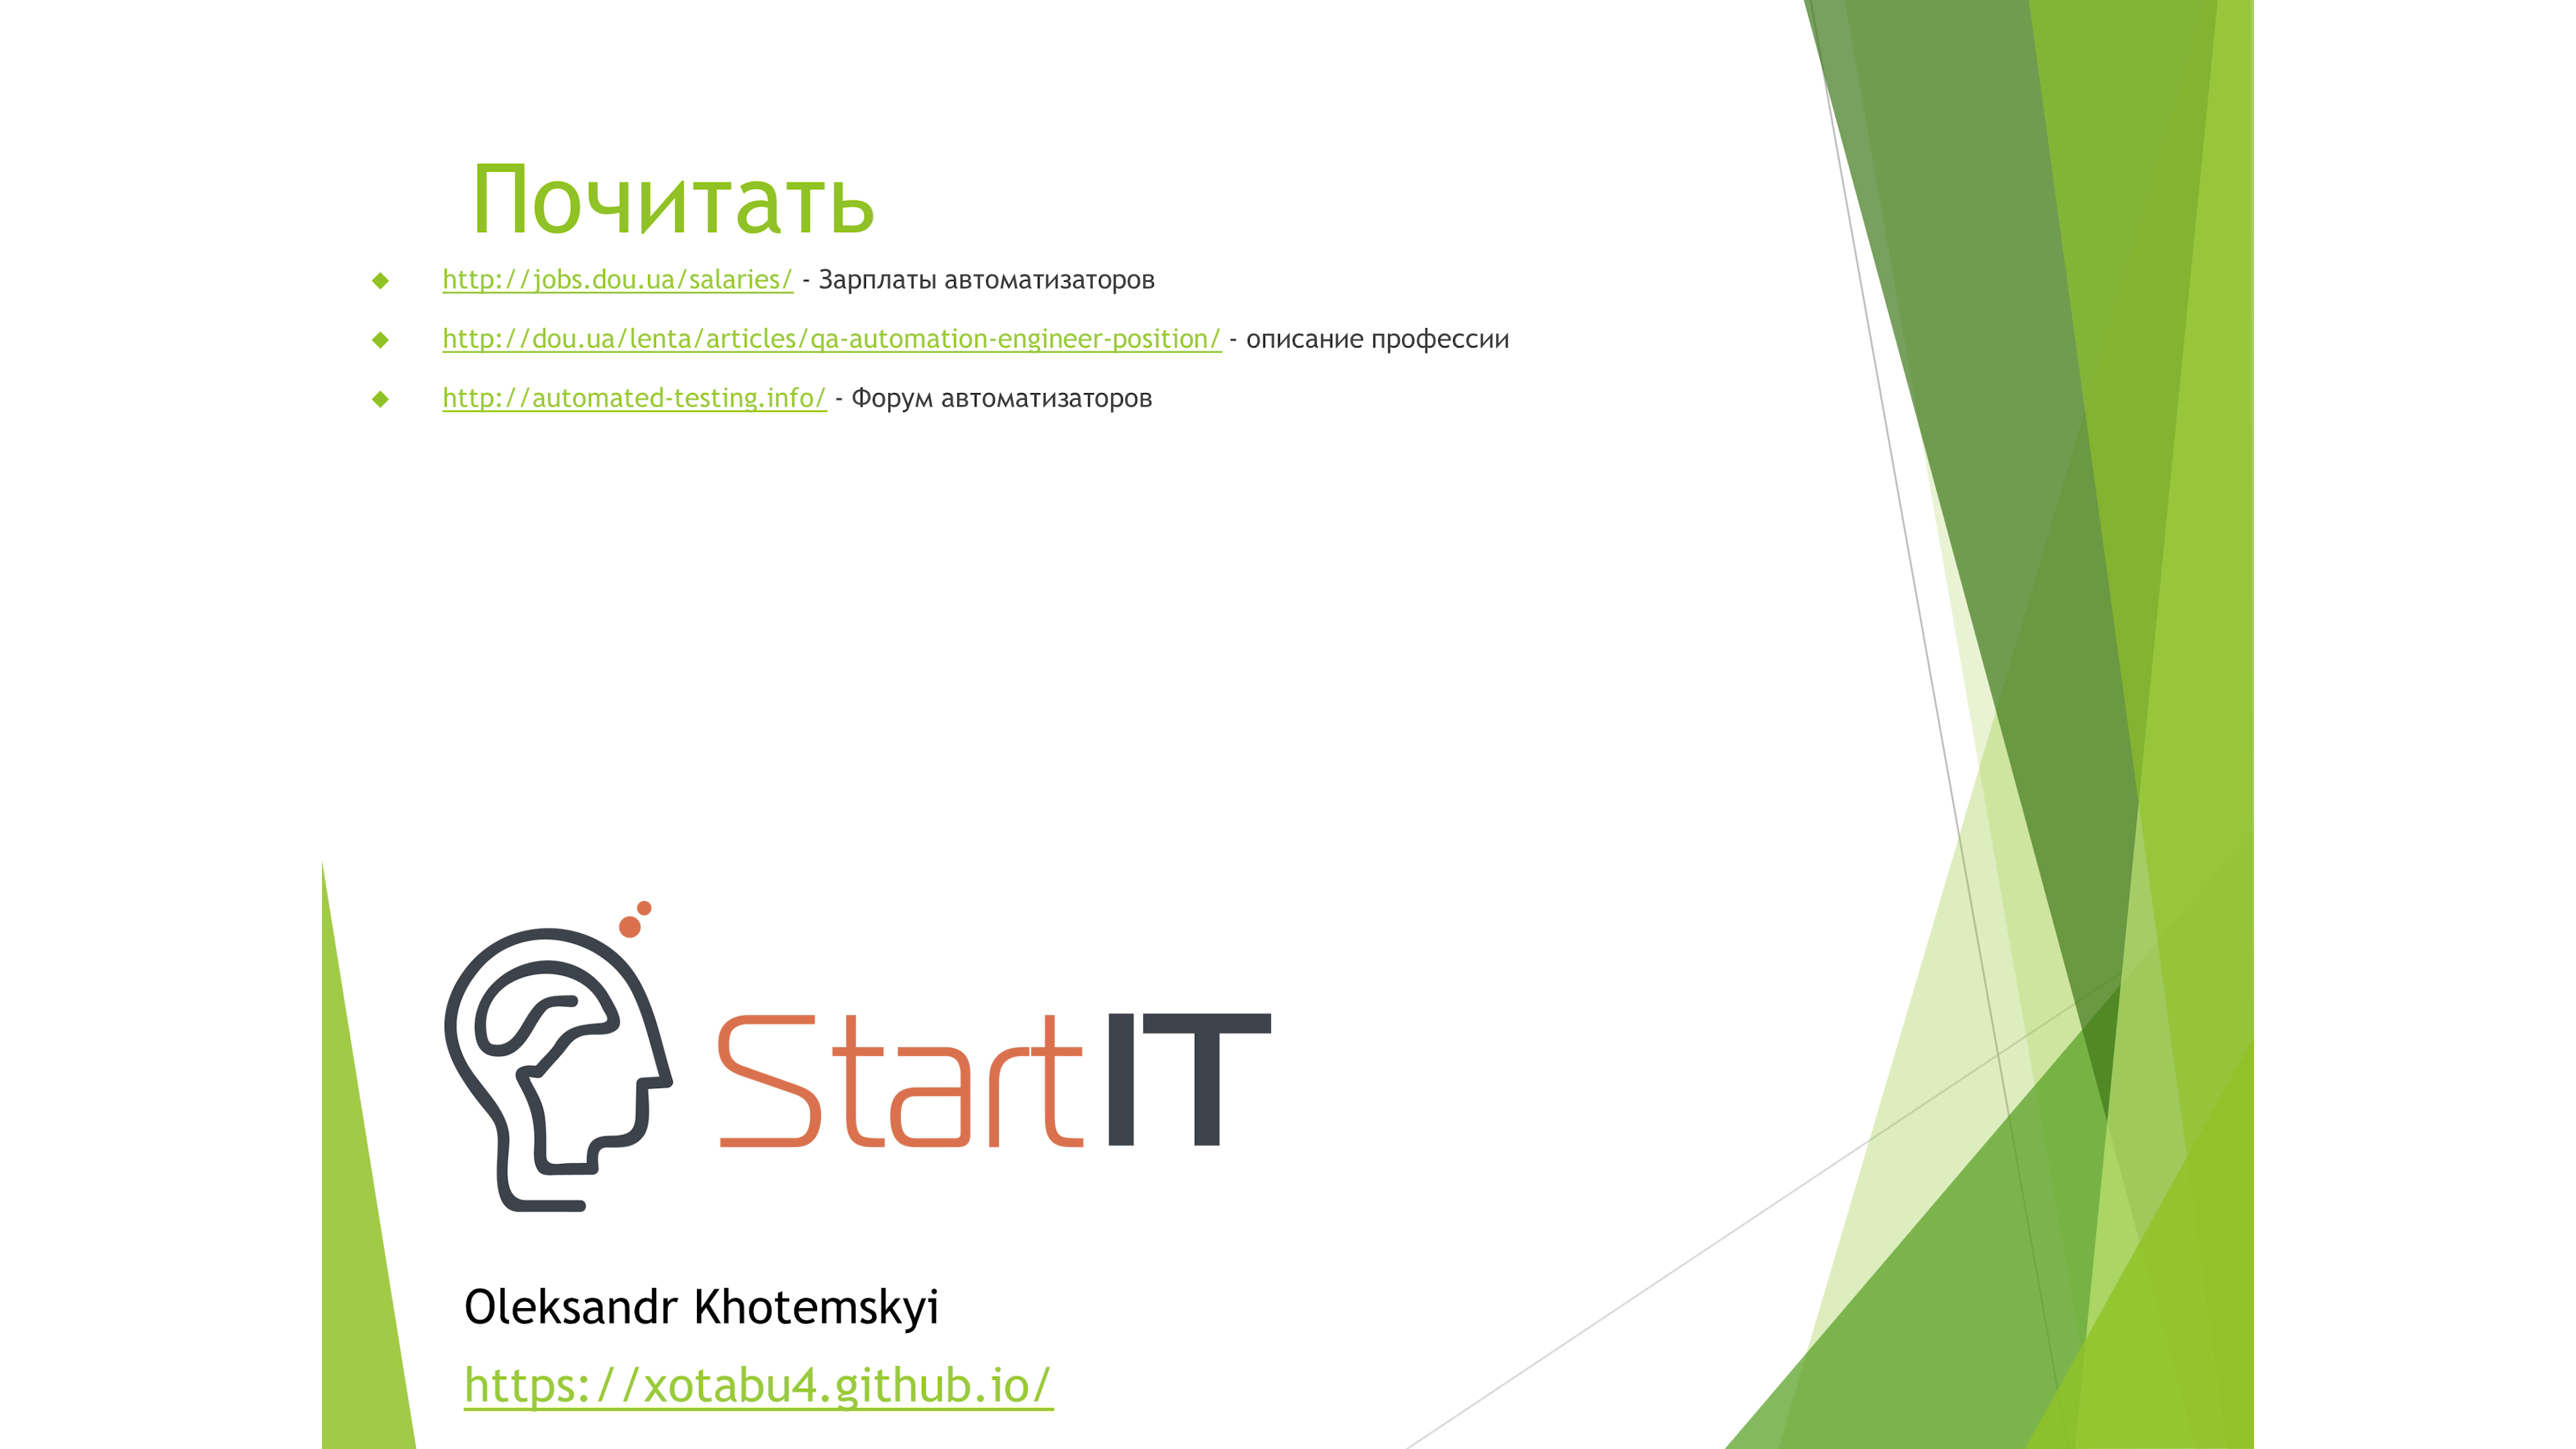 Почитать
http://jobs.dou.ua/salaries/ - Зарплаты автоматизаторов
http://dou.ua/lenta/articles/qa-automation-engineer-position/ - описание профессии
http://automated-testing.info/ - Форум автоматизаторов
StartIT
Oleksandr Khotemskyi
https://xotabu4.github.io/